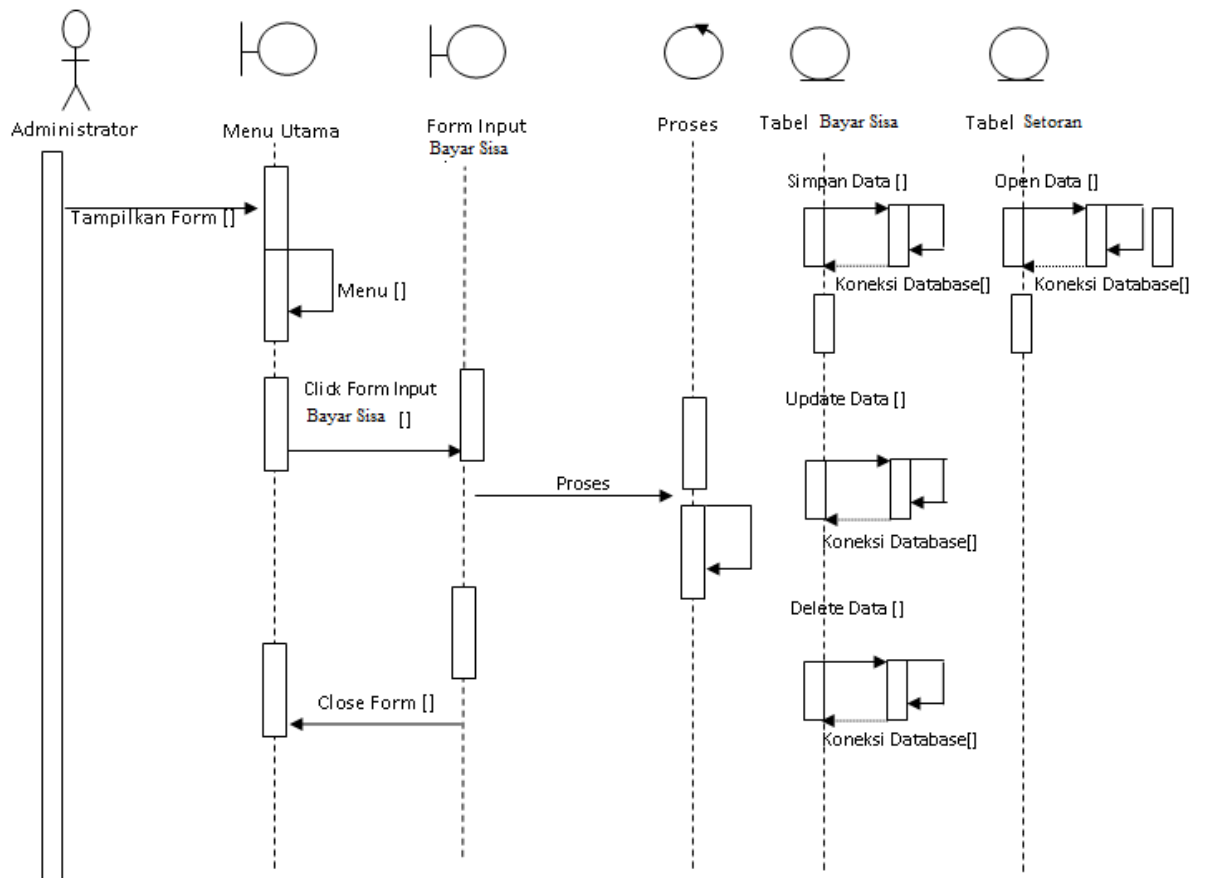 Administrator
Menu Utama
Form Input
Bayar Sisa
Proses
Tabel Bayar Sisa
Tabel Setoran
Simpan Data []
Open Data []
Tampilkan Form []
Menu []
Koneksi Database[]
Koneksi Database[]
Click Form Input
Bayar Sisa []
Update Data []
Proses
Koneksi Database[]
Delete Data []
Close Form []
Koneksi Database[]